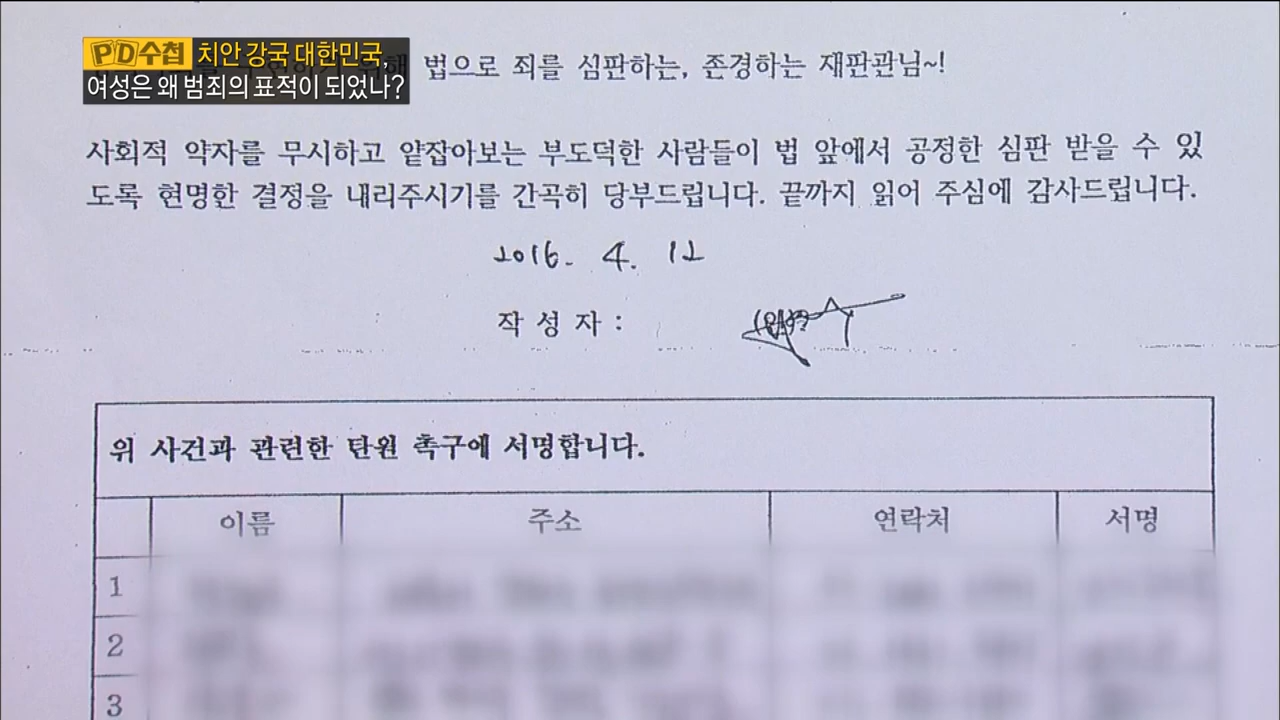 PD수첩 치안 강국 대한민국,
여성은 왜 범죄의 표적이 되었나?
법으로 죄를 심판하는, 존경하는 재판관님~!
사회적 약자를 무시하고 얕잡아보는 부도덕한 사람들이 법 앞에서 공정한 심판 받을 수 있
도록 현명한 결정을 내리주시기를 간곡히 당부드립니다. 끝까지 읽어 주심에 감사드립니다.
2016. 4. 12
작 성 자 :
위 사건과 관련한 탄원 촉구에 서명합니다.
이름 주소 연락처 서명
1
2
3